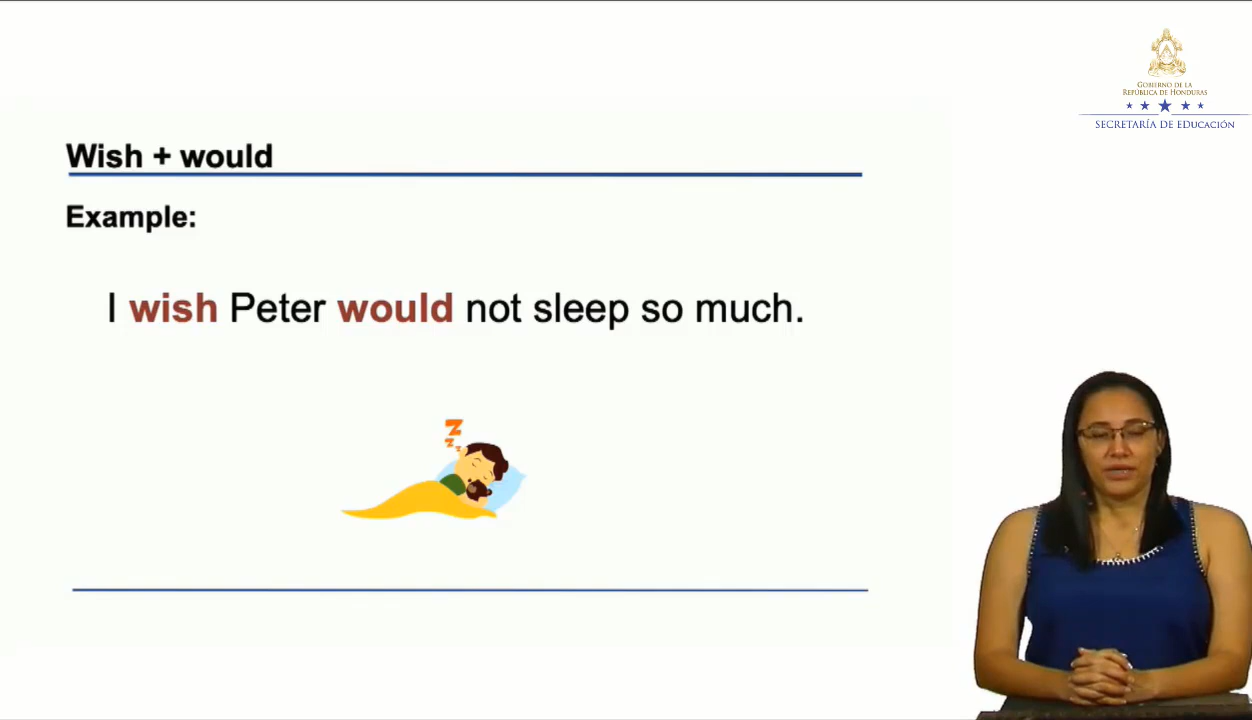 GOBIERNO DE LA
REPÚBLICA DE HONDURAS
SECRETARÍA DE EDUCACIÓN
Wish + would
Example:
I wish Peter would not sleep so much.
z
z
z